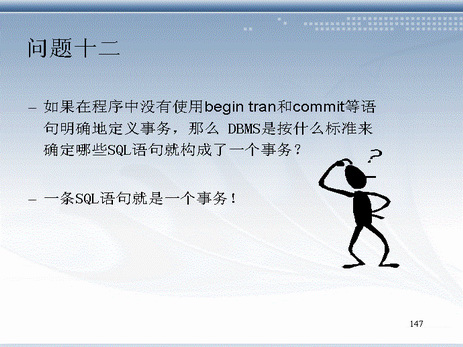 问题十二
– 如果在程序中没有使用begin tran和commit等语
句明确地定义事务，那么 DBMS是按什么标准来
确定哪些SQL语句就构成了一个事务？
– 一条SQL语句就是一个事务！
?
147